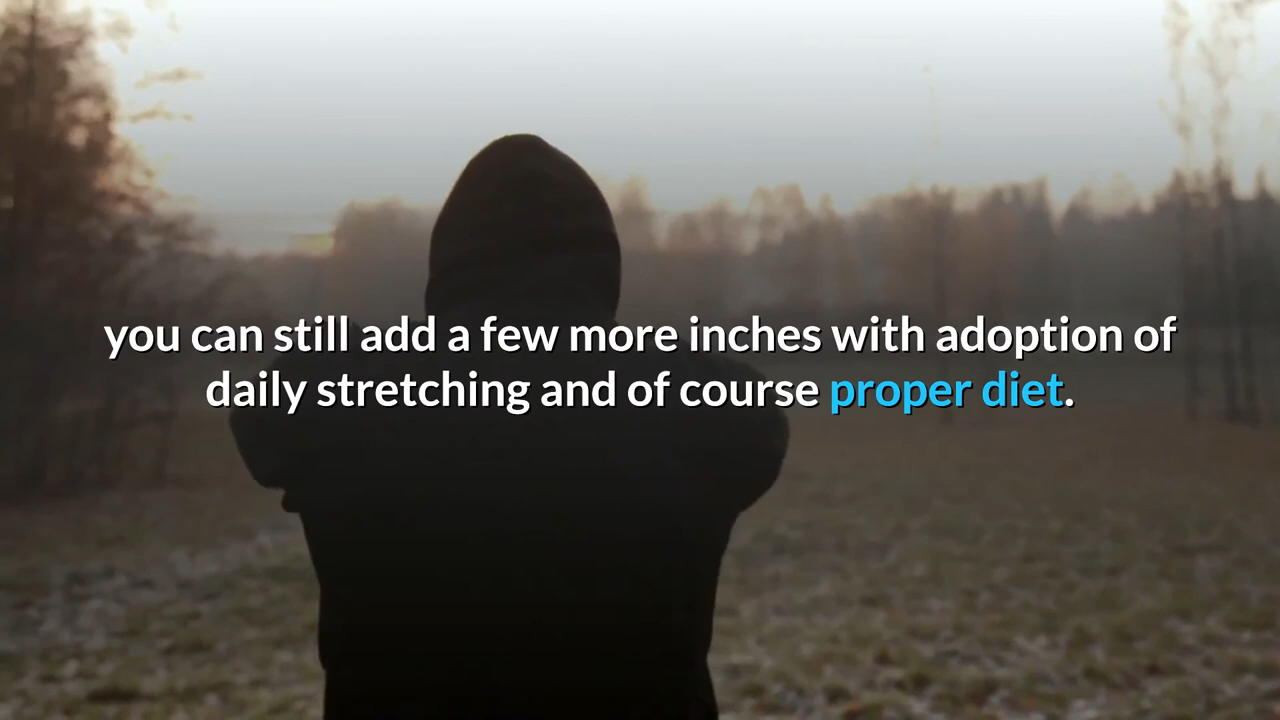 you can still add a few more inches with adoption of
daily stretching and of course proper diet.